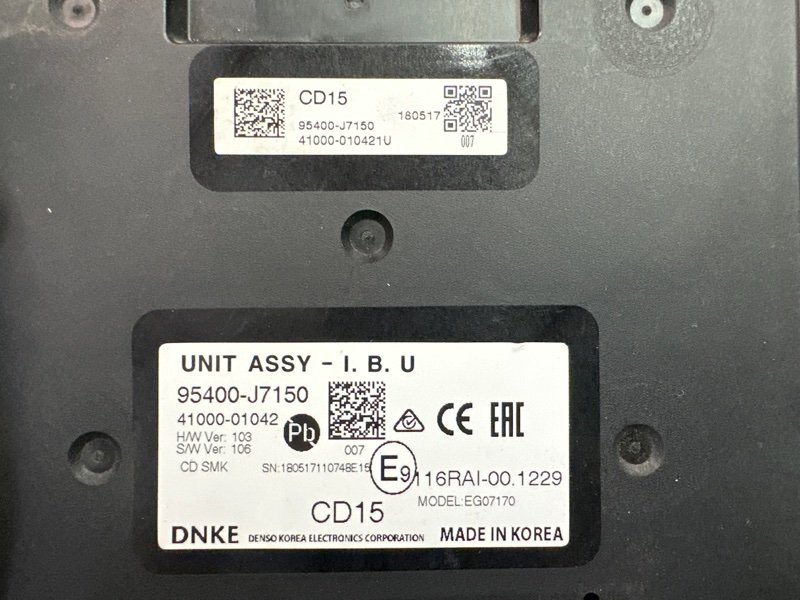 CD15
180517
95400-J7150
41000-010421U
007
UNIT ASSY - I. B. U
95400-J7150
41000-01042
Pb
CE EAC
H/W Ver: 103
S/W Ver: 106
007
CD SMK
SN:180517110748E15
E9
116RAI-00.1229
MODEL:EG07170
CD15
DNKE DENSO KOREA ELECTRONICS CORPORATION MADE IN KOREA